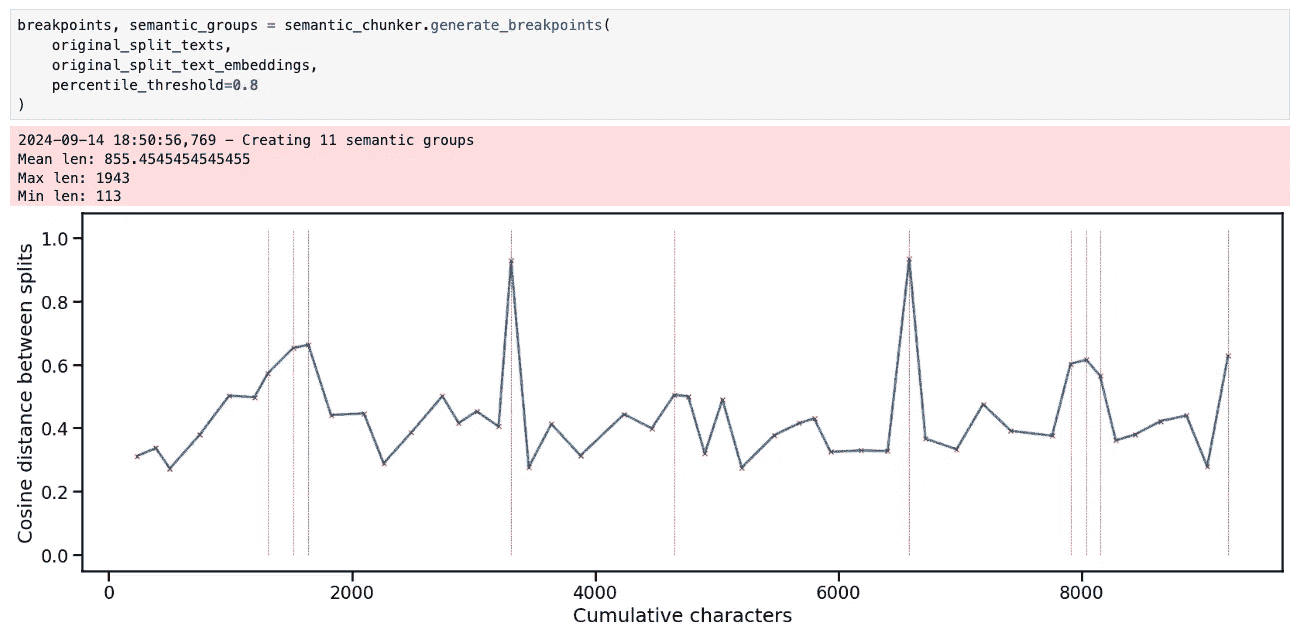 breakpoints, semantic_groups = semantic_chunker.generate_breakpoints(
    original_split_texts,
    original_split_text_embeddings,
    percentile_threshold=0.8
)
2024-09-14 18:50:56,769 - Creating 11 semantic groups
Mean len: 855.4545454545455
Max len: 1943
Min len: 113
Cosine distance between splits
1.0
0.8
0.6
0.4
0.2
0.0
0 2000 4000 6000 8000
Cumulative characters